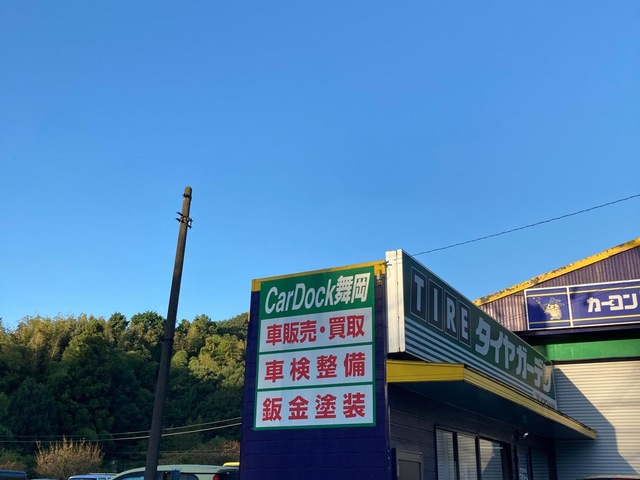 CarDock舞岡
車販売・買取
車検整備
鈑金塗装
TIRE タイヤガーデン
カーコン